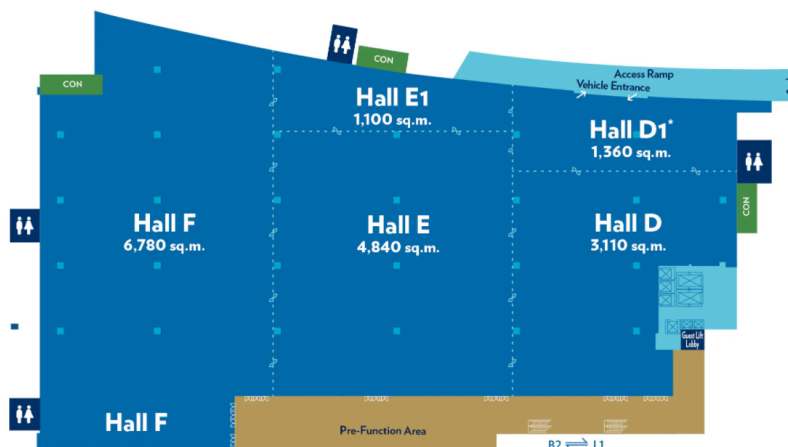 CON
Access Ramp
Vehicle Entrance
CON
Hall E1
1,100 sq.m.
Hall D1*
1,360 sq.m.
CON
Hall F
6,780 sq.m.
Hall E
4,840 sq.m.
Hall D
3,110 sq.m.
Guest Lift
Lobby
Hall F
Pre-Function Area
B2 L1